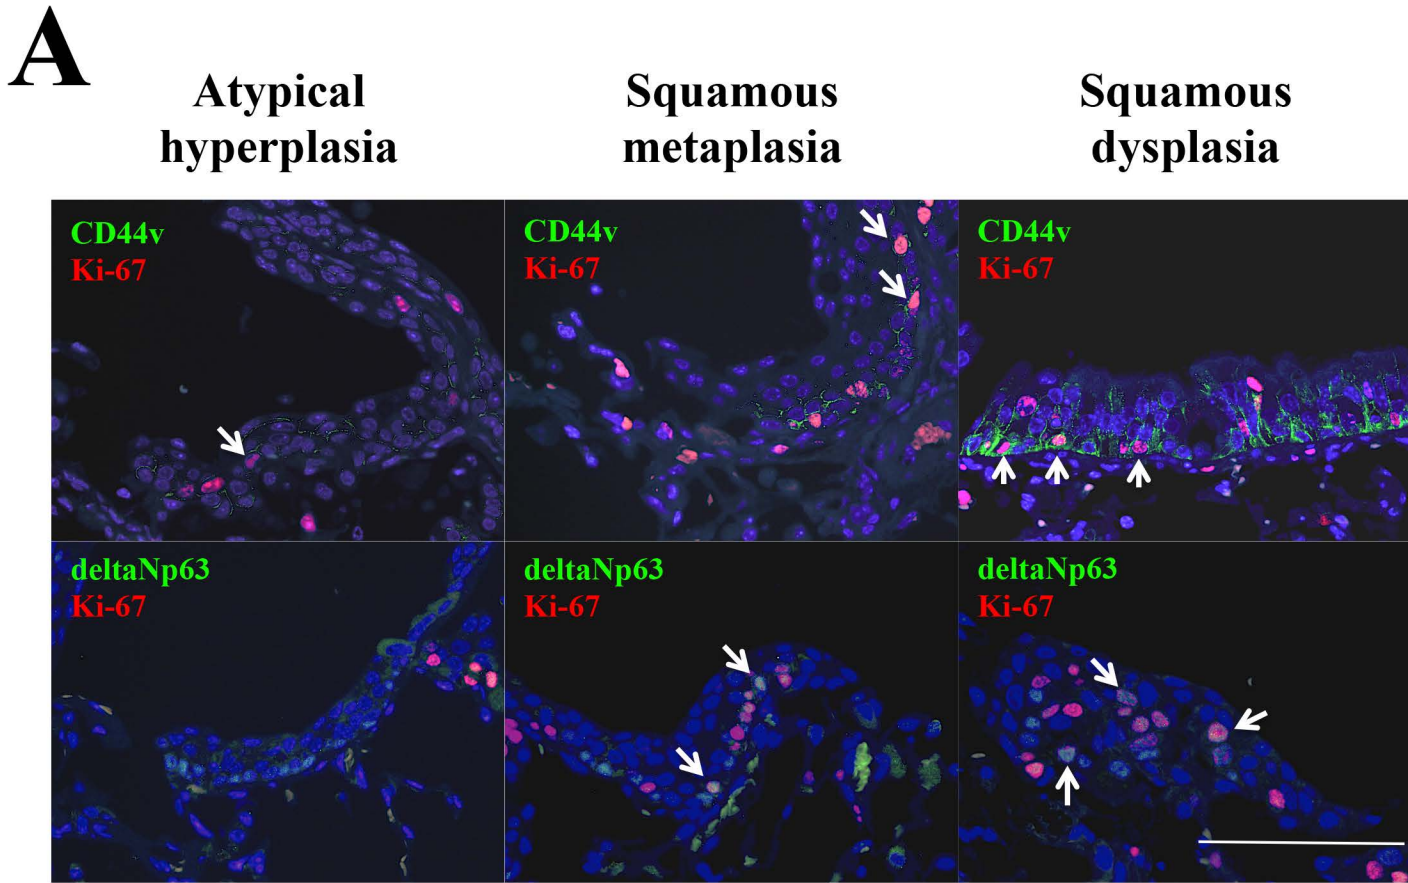 A
Atypical
hyperplasia
Squamous
metaplasia
Squamous
dysplasia
CD44v
Ki-67
CD44v
Ki-67
CD44v
Ki-67
deltaNp63
Ki-67
deltaNp63
Ki-67
deltaNp63
Ki-67